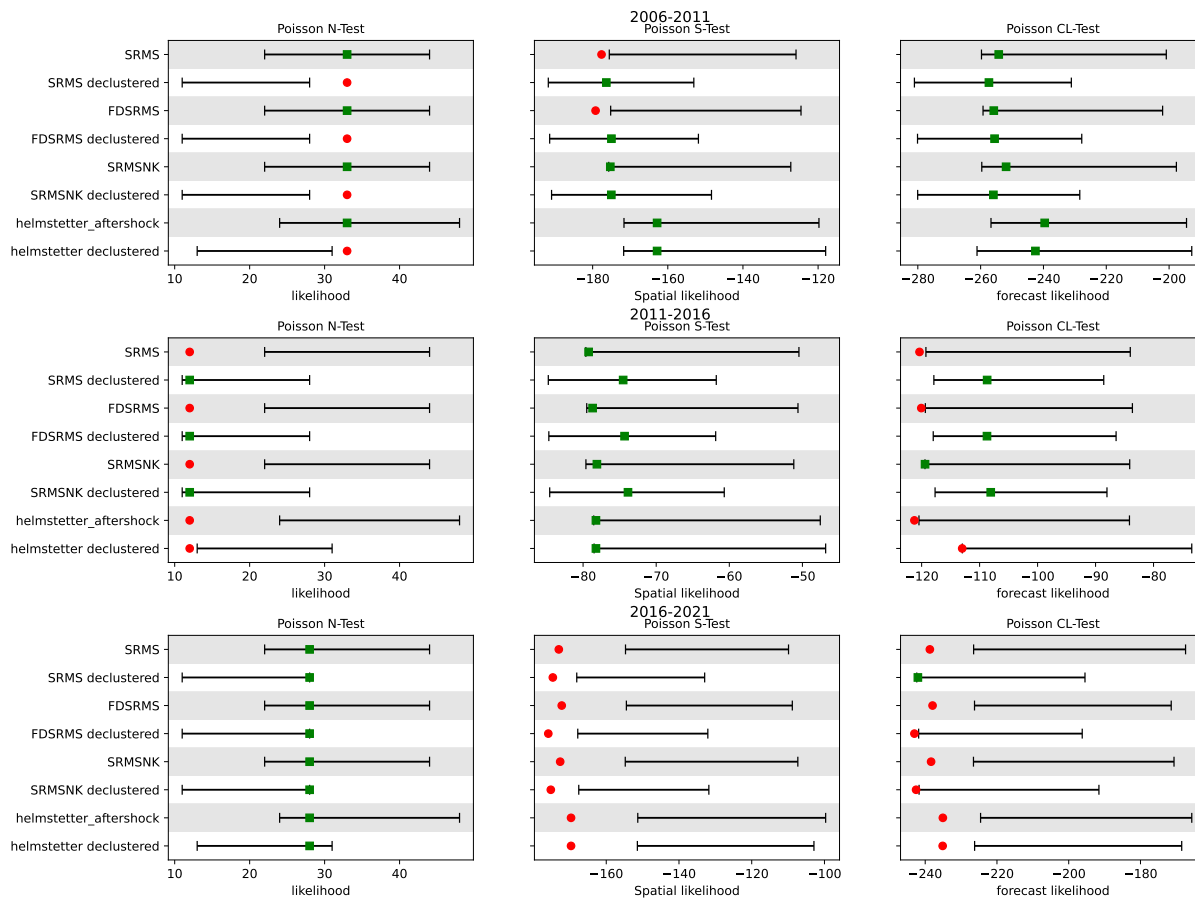 2006-2011
Poisson N-Test
Poisson S-Test
Poisson CL-Test
SRMS
SRMS declustered
FDSRMS
FDSRMS declustered
SRMSNK
SRMSNK declustered
helmstetter_aftershock
helmstetter declustered
10 20 30 40
−180 −160 −140 −120
−280 −260 −240 −220 −200
likelihood
Spatial likelihood
forecast likelihood
2011-2016
Poisson N-Test
Poisson S-Test
Poisson CL-Test
SRMS
SRMS declustered
FDSRMS
FDSRMS declustered
SRMSNK
SRMSNK declustered
helmstetter_aftershock
helmstetter declustered
10 20 30 40
−80 −70 −60 −50
−120 −110 −100 −90 −80
likelihood
Spatial likelihood
forecast likelihood
2016-2021
Poisson N-Test
Poisson S-Test
Poisson CL-Test
SRMS
SRMS declustered
FDSRMS
FDSRMS declustered
SRMSNK
SRMSNK declustered
helmstetter_aftershock
helmstetter declustered
10 20 30 40
−160 −140 −120 −100
−240 −220 −200 −180
likelihood
Spatial likelihood
forecast likelihood